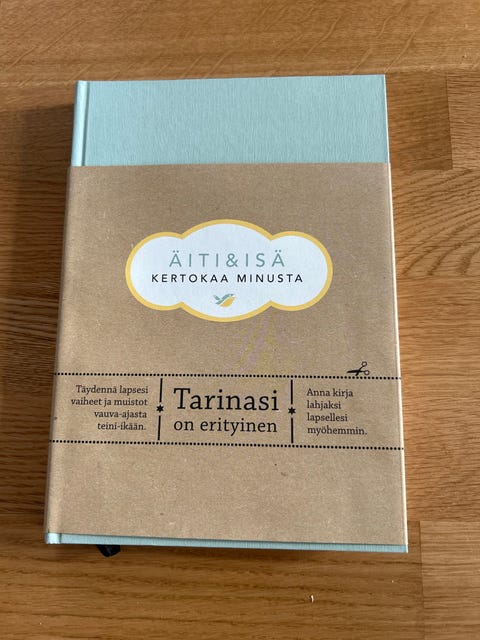 ÄITI&ISÄ
KERTOKAA MINUSTA
Täydennä lapsesi
vaiheet ja muistot
vauva-ajasta
teini-ikään.
Tarinasi
on erityinen
Anna kirja
lahjaksi
lapsellesi
myöhemmin.